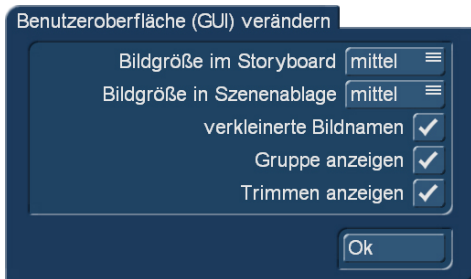 Benutzeroberfläche (GUI) verändern
Bildgröße im Storyboard mittel
Bildgröße in Szenenablage mittel
verkleinerte Bildnamen
Gruppe anzeigen
Trimmen anzeigen
Ok